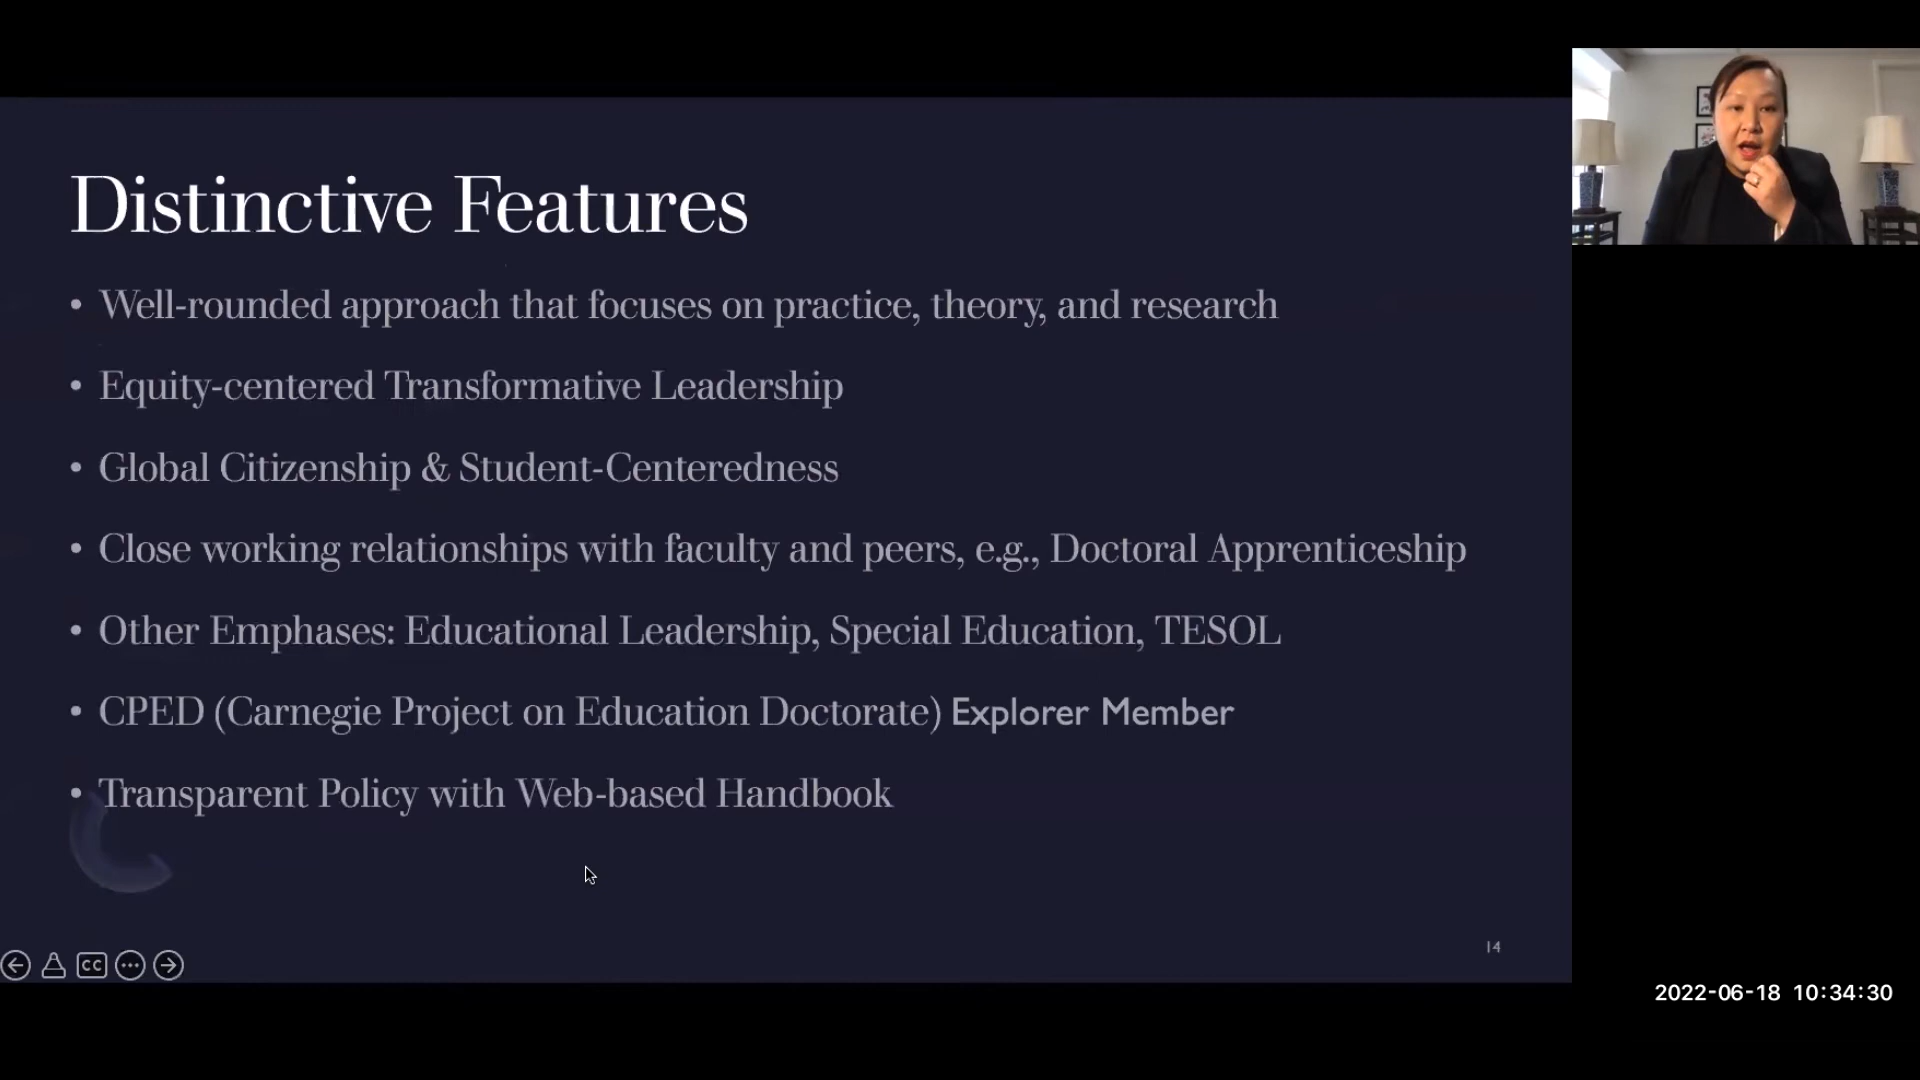 Distinctive Features
• Well-rounded approach that focuses on practice, theory, and research
• Equity-centered Transformative Leadership
• Global Citizenship & Student-Centeredness
• Close working relationships with faculty and peers, e.g., Doctoral Apprenticeship
• Other Emphases: Educational Leadership, Special Education, TESOL
• CPED (Carnegie Project on Education Doctorate) Explorer Member
• Transparent Policy with Web-based Handbook
14
CC
2022-06-18 10:34:30